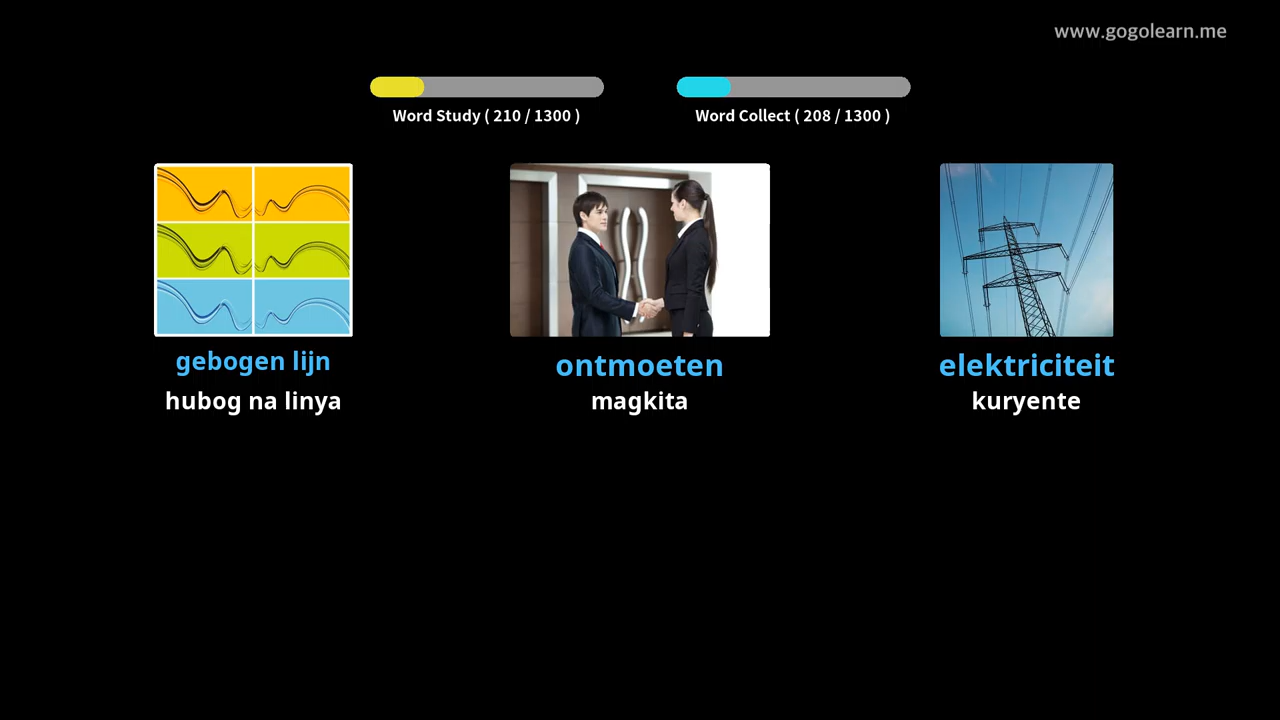 www.gogolearn.me
Word Study ( 210 / 1300 )
Word Collect ( 208 / 1300 )
gebogen lijn
hubog na linya
ontmoeten
magkita
elektriciteit
kuryente